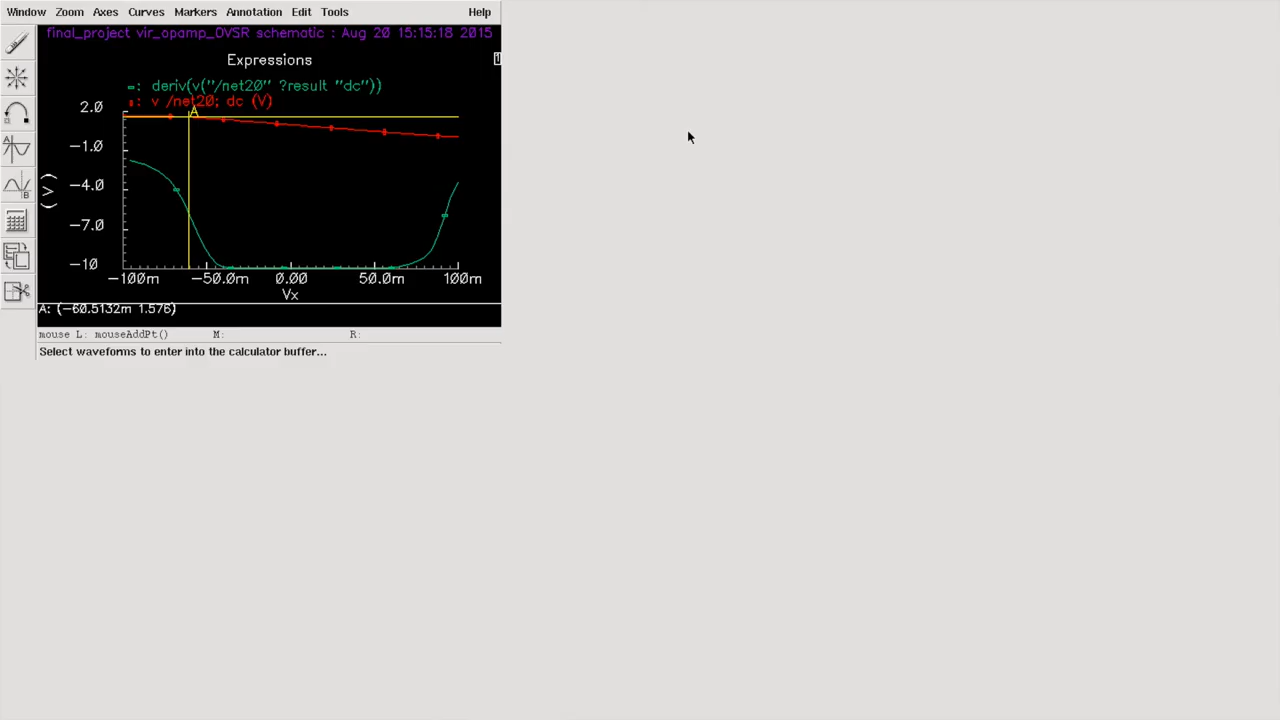 Window Zoom Axes Curves Markers Annotation Edit Tools Help
final_project vir_opamp_OVSR schematic : Aug 20 15:15:18 2015
Expressions
1
=: deriv(v("/net20" ?result "dc"))
: v /net20; dc (V)
A
2.0
-1.0
-4.0
(V)
-7.0
-10
-100m -50.0m 0.00 50.0m 100m
Vx
A: (-60.5132m 1.576)
mouse L: mouseAddPt() M: R:
Select waveforms to enter into the calculator buffer...